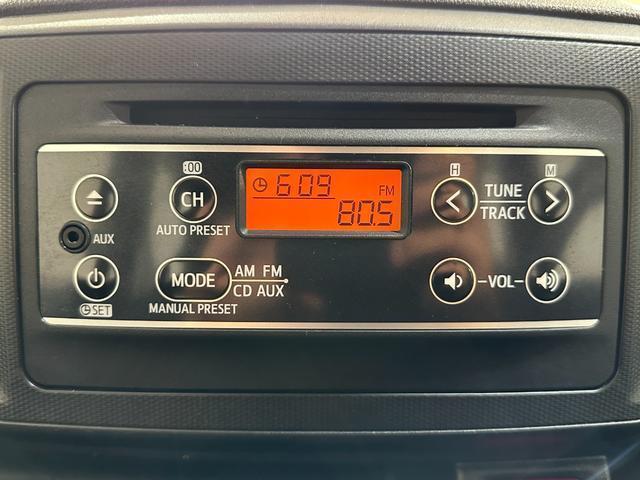 :00
H
M
6 09
CH
TUNE
TRACK
FM
80.5
AUTO PRESET
AUX
MODE
AM FM
CD AUX
-VOL-
SET
MANUAL PRESET